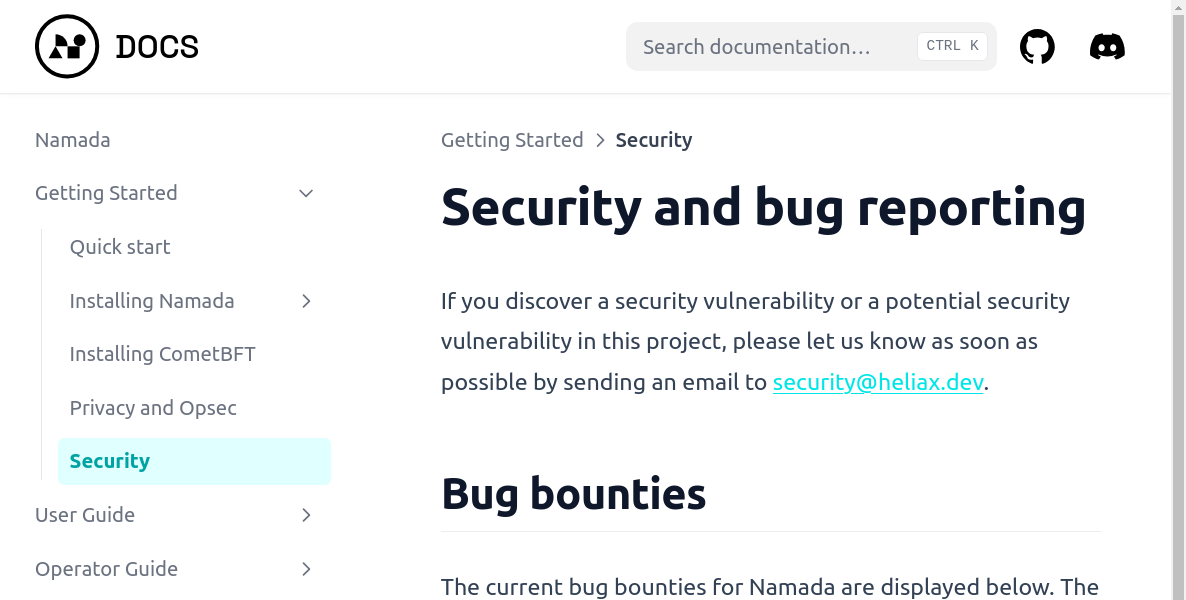 DOCS
Search documentation…
CTRL K
Namada
Getting Started
Quick start
Installing Namada
Installing CometBFT
Privacy and Opsec
Security
User Guide
Operator Guide
Getting Started > Security
Security and bug reporting
If you discover a security vulnerability or a potential security
vulnerability in this project, please let us know as soon as
possible by sending an email to security@heliax.dev.
Bug bounties
The current bug bounties for Namada are displayed below. The